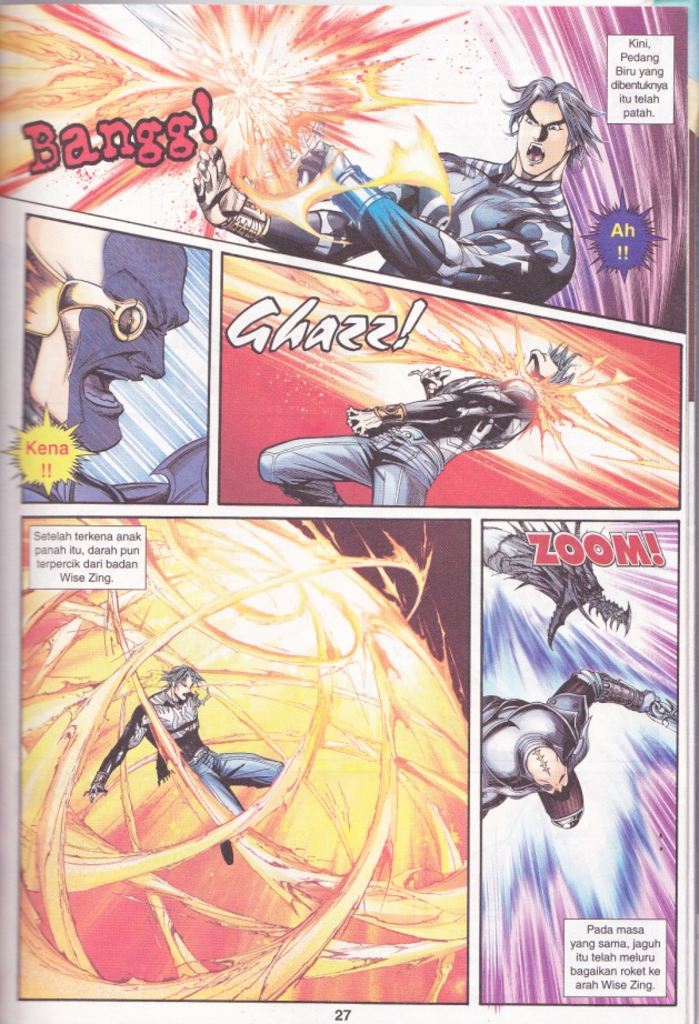 Kini,
Pedang
Biru yang
dibentuknya
itu telah
patah.
Bangg!
Ah
!!
Ghazz!
Kena
!!
Setelah terkena anak
panah itu, darah pun
terpercik dari badan
Wise Zing.
ZOOM!
Pada masa
yang sama, jaguh
itu telah meluru
bagaikan roket ke
arah Wise Zing.
27